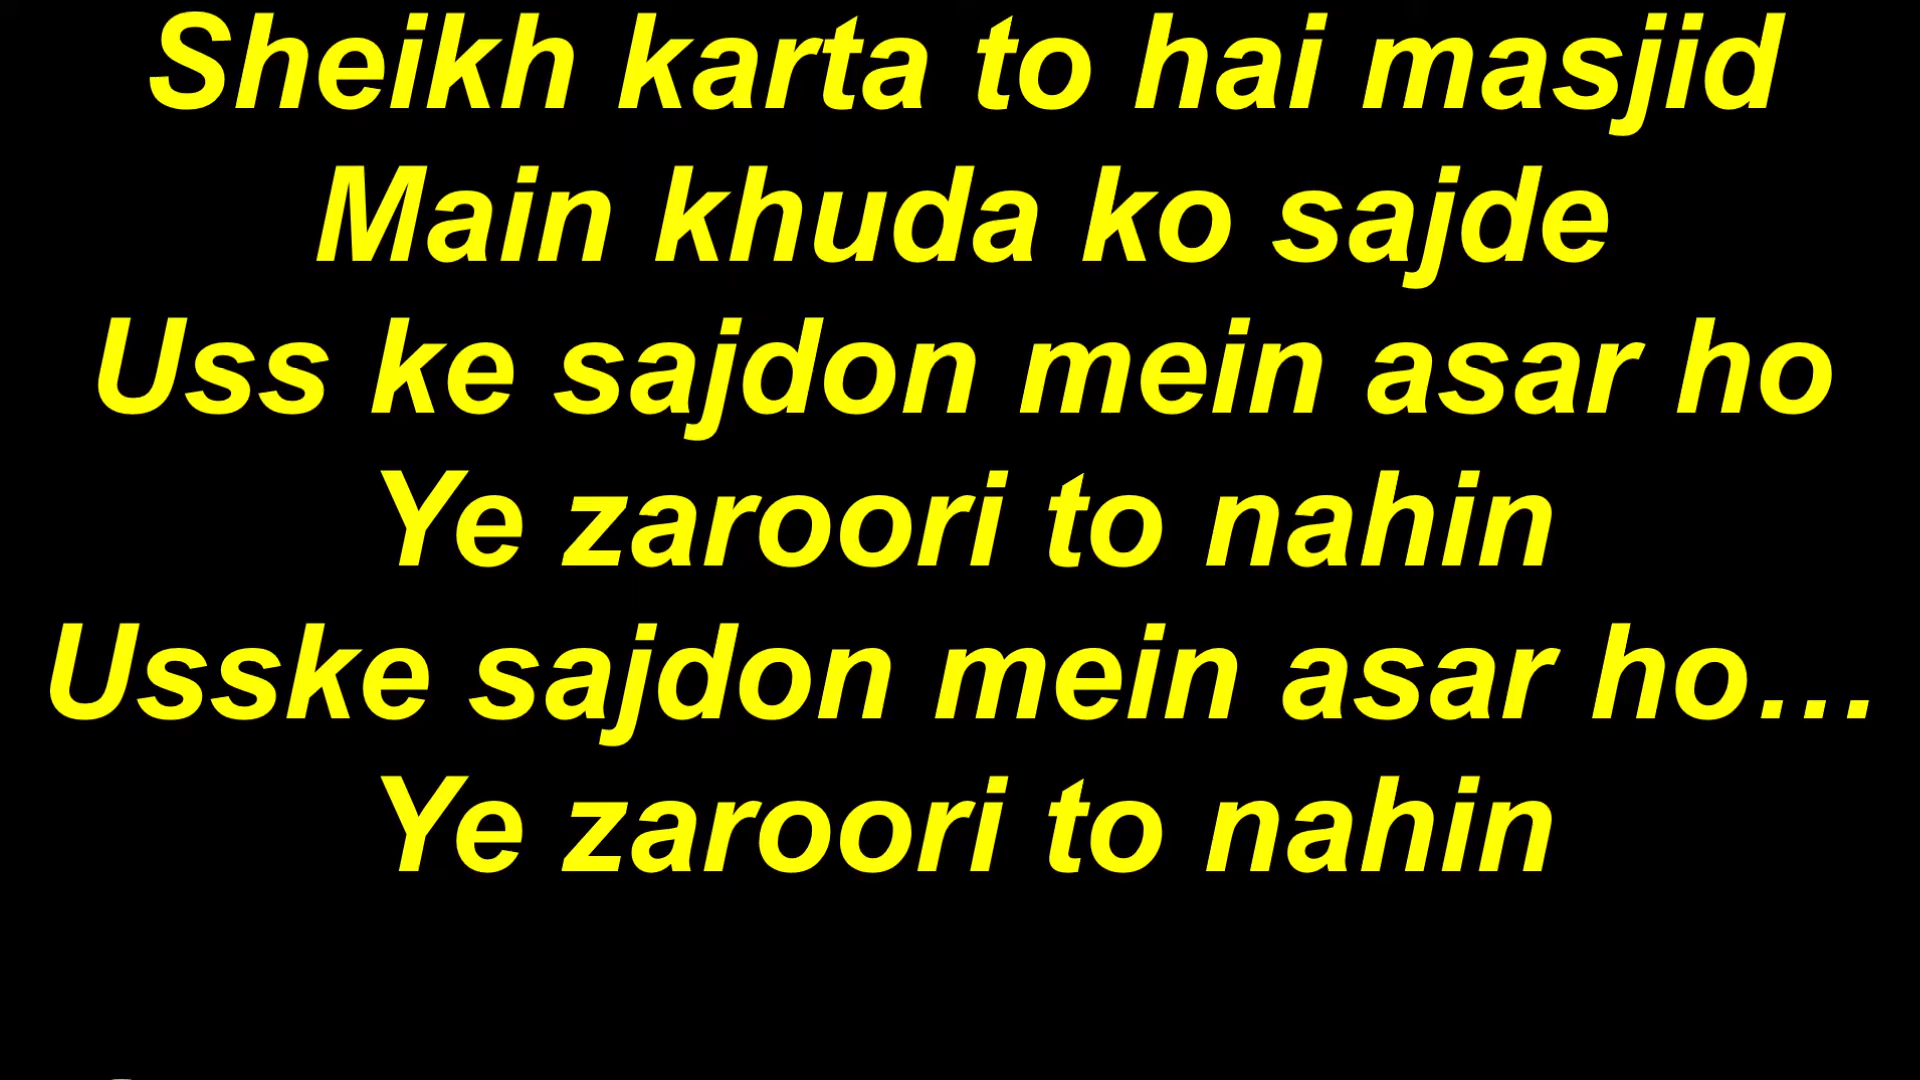 Sheikh karta to hai masjid
Main khuda ko sajde
Uss ke sajdon mein asar ho
Ye zaroori to nahin
Usske sajdon mein asar ho...
Ye zaroori to nahin